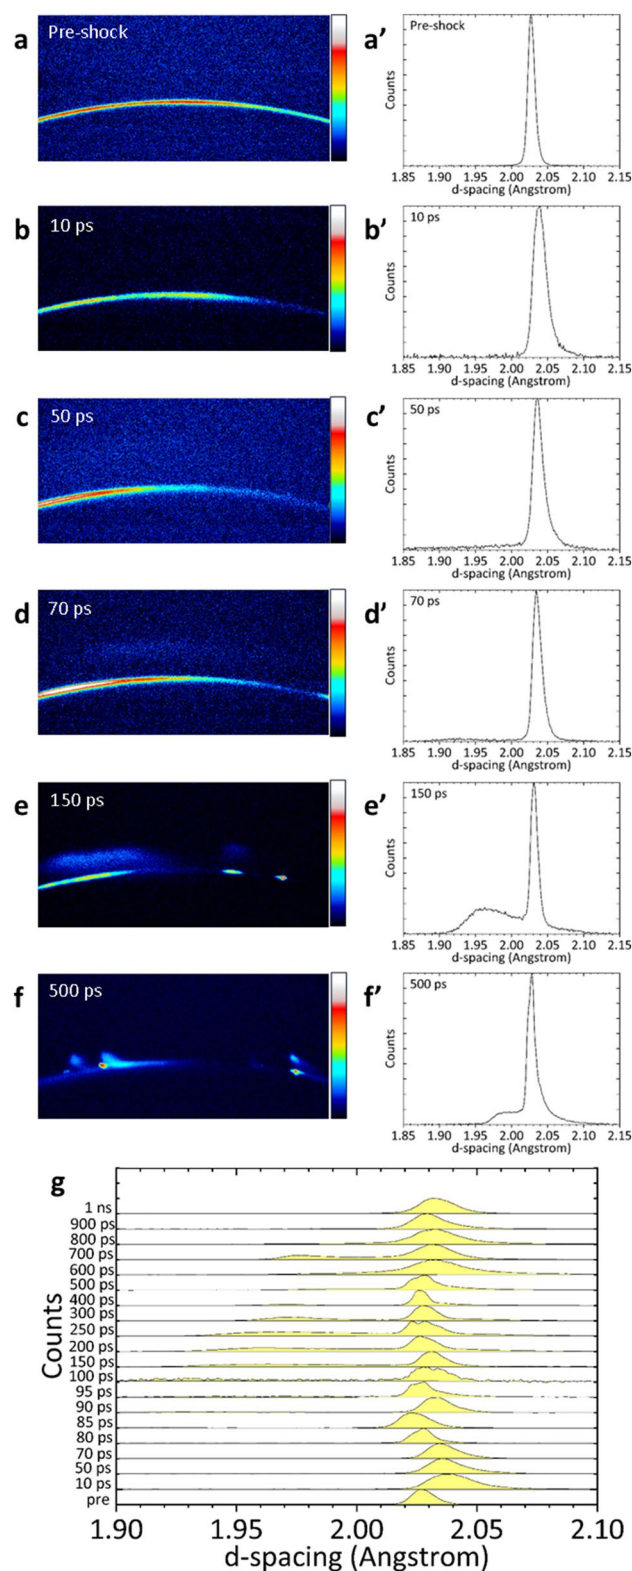 a
Pre-shock
a’
Pre-shock
Counts
1.85 1.90 1.95 2.00 2.05 2.10 2.15
d-spacing (Angstrom)
b
10 ps
b’
10 ps
Counts
1.85 1.90 1.95 2.00 2.05 2.10 2.15
d-spacing (Angstrom)
c
50 ps
c’
50 ps
Counts
1.85 1.90 1.95 2.00 2.05 2.10 2.15
d-spacing (Angstrom)
d
70 ps
d’
70 ps
Counts
1.85 1.90 1.95 2.00 2.05 2.10 2.15
d-spacing (Angstrom)
e
150 ps
e’
150 ps
Counts
1.85 1.90 1.95 2.00 2.05 2.10 2.15
d-spacing (Angstrom)
f
500 ps
f’
500 ps
Counts
1.85 1.90 1.95 2.00 2.05 2.10 2.15
d-spacing (Angstrom)
g
Counts
1 ns
900 ps
800 ps
700 ps
600 ps
500 ps
400 ps
300 ps
250 ps
200 ps
150 ps
100 ps
95 ps
90 ps
85 ps
80 ps
70 ps
50 ps
10 ps
pre
1.90 1.95 2.00 2.05 2.10
d-spacing (Angstrom)